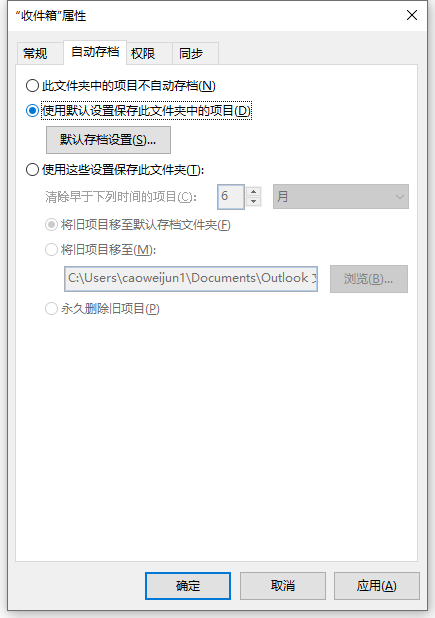 “收件箱”属性
常规 自动存档 权限 同步
此文件夹中的项目不自动存档(N)
使用默认设置保存此文件夹中的项目(D)
默认存档设置(S)...
使用这些设置保存此文件夹(T):
清除早于下列时间的项目(C): 6 月
将旧项目移至默认存档文件夹(F)
将旧项目移至(M):
C:\Users\caoweijun1\Documents\Outlook 浏览(B)...
永久删除旧项目(P)
确定 取消 应用(A)